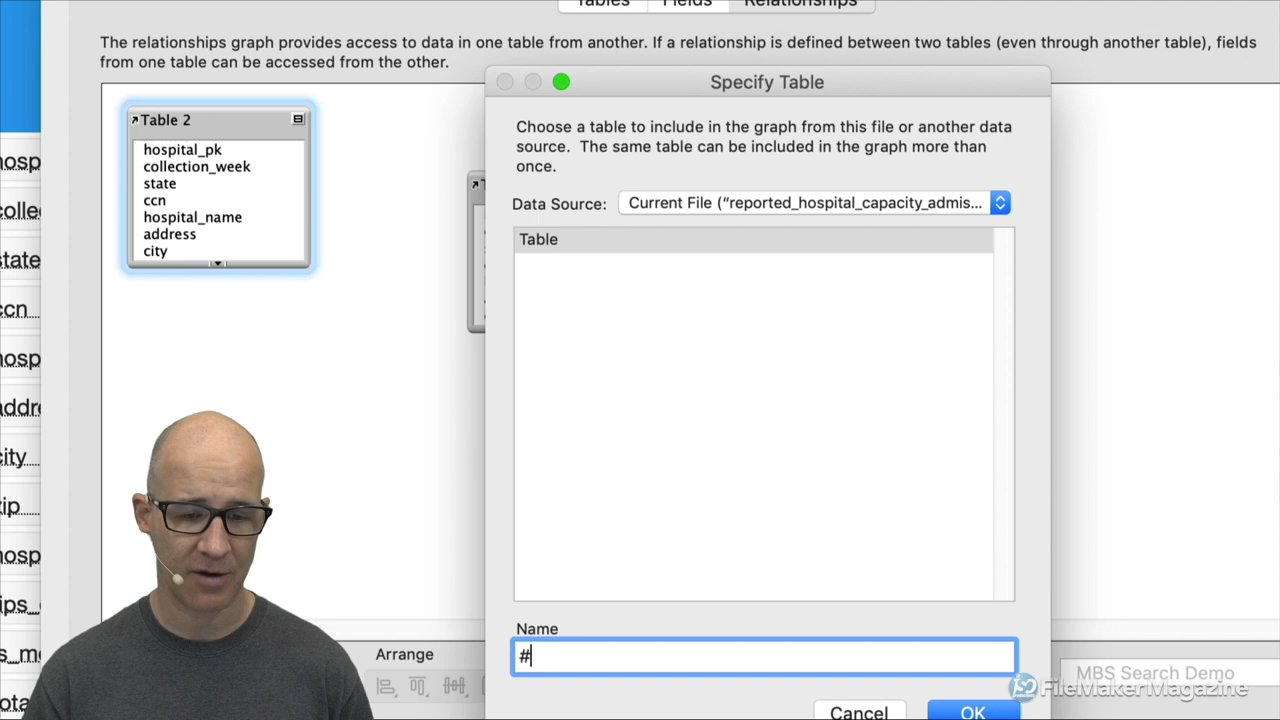 Tables
Fields
Relationships
The relationships graph provides access to data in one table from another. If a relationship is defined between two tables (even through another table), fields
from one table can be accessed from the other.
Table 2
hospital_pk
collection_week
state
ccn
hospital_name
address
city
Specify Table
Choose a table to include in the graph from this file or another data
source. The same table can be included in the graph more than
once.
Data Source:
Current File (“reported_hospital_capacity_admis...
Table
Name
#
Cancel
OK
Arrange
MBS Search Demo
FileMakerMagazine